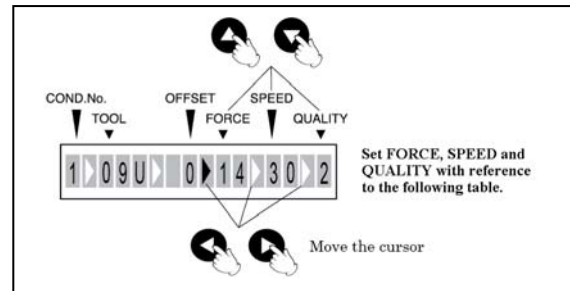 COND.No. OFFSET SPEED
TOOL FORCE QUALITY
1 09U 0 14 30 2
Set FORCE, SPEED and
QUALITY with reference
to the following table.
Move the cursor